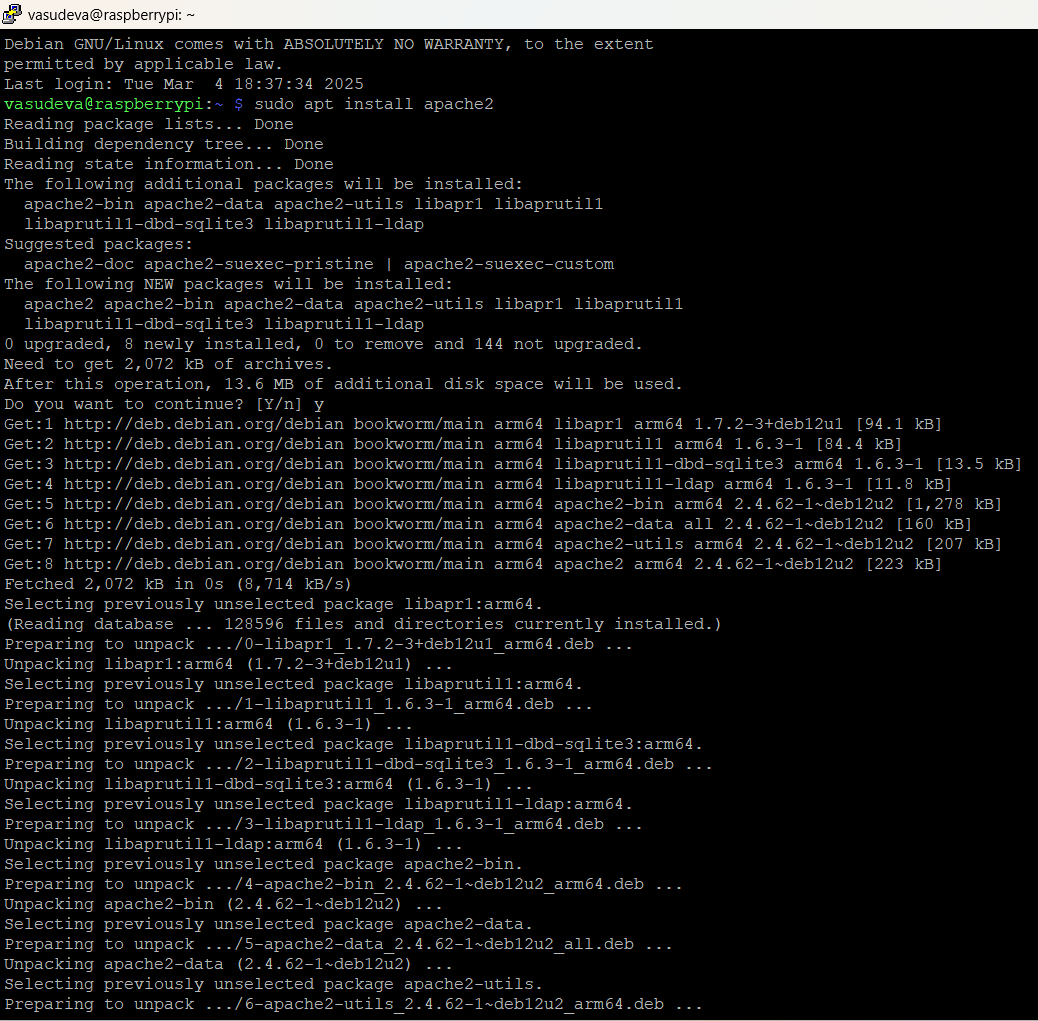 vasudeva@raspberrypi: ~
Debian GNU/Linux comes with ABSOLUTELY NO WARRANTY, to the extent
permitted by applicable law.
Last login: Tue Mar  4 18:37:34 2025
vasudeva@raspberrypi:~ $ sudo apt install apache2
Reading package lists... Done
Building dependency tree... Done
Reading state information... Done
The following additional packages will be installed:
  apache2-bin apache2-data apache2-utils libapr1 libaprutil1
  libaprutil1-dbd-sqlite3 libaprutil1-ldap
Suggested packages:
  apache2-doc apache2-suexec-pristine | apache2-suexec-custom
The following NEW packages will be installed:
  apache2 apache2-bin apache2-data apache2-utils libapr1 libaprutil1
  libaprutil1-dbd-sqlite3 libaprutil1-ldap
0 upgraded, 8 newly installed, 0 to remove and 144 not upgraded.
Need to get 2,072 kB of archives.
After this operation, 13.6 MB of additional disk space will be used.
Do you want to continue? [Y/n] y
Get:1 http://deb.debian.org/debian bookworm/main arm64 libapr1 arm64 1.7.2-3+deb12u1 [94.1 kB]
Get:2 http://deb.debian.org/debian bookworm/main arm64 libaprutil1 arm64 1.6.3-1 [84.4 kB]
Get:3 http://deb.debian.org/debian bookworm/main arm64 libaprutil1-dbd-sqlite3 arm64 1.6.3-1 [13.5 kB]
Get:4 http://deb.debian.org/debian bookworm/main arm64 libaprutil1-ldap arm64 1.6.3-1 [11.8 kB]
Get:5 http://deb.debian.org/debian bookworm/main arm64 apache2-bin arm64 2.4.62-1~deb12u2 [1,278 kB]
Get:6 http://deb.debian.org/debian bookworm/main arm64 apache2-data all 2.4.62-1~deb12u2 [160 kB]
Get:7 http://deb.debian.org/debian bookworm/main arm64 apache2-utils arm64 2.4.62-1~deb12u2 [207 kB]
Get:8 http://deb.debian.org/debian bookworm/main arm64 apache2 arm64 2.4.62-1~deb12u2 [223 kB]
Fetched 2,072 kB in 0s (8,714 kB/s)
Selecting previously unselected package libapr1:arm64.
(Reading database ... 128596 files and directories currently installed.)
Preparing to unpack .../0-libapr1_1.7.2-3+deb12u1_arm64.deb ...
Unpacking libapr1:arm64 (1.7.2-3+deb12u1) ...
Selecting previously unselected package libaprutil1:arm64.
Preparing to unpack .../1-libaprutil1_1.6.3-1_arm64.deb ...
Unpacking libaprutil1:arm64 (1.6.3-1) ...
Selecting previously unselected package libaprutil1-dbd-sqlite3:arm64.
Preparing to unpack .../2-libaprutil1-dbd-sqlite3_1.6.3-1_arm64.deb ...
Unpacking libaprutil1-dbd-sqlite3:arm64 (1.6.3-1) ...
Selecting previously unselected package libaprutil1-ldap:arm64.
Preparing to unpack .../3-libaprutil1-ldap_1.6.3-1_arm64.deb ...
Unpacking libaprutil1-ldap:arm64 (1.6.3-1) ...
Selecting previously unselected package apache2-bin.
Preparing to unpack .../4-apache2-bin_2.4.62-1~deb12u2_arm64.deb ...
Unpacking apache2-bin (2.4.62-1~deb12u2) ...
Selecting previously unselected package apache2-data.
Preparing to unpack .../5-apache2-data_2.4.62-1~deb12u2_all.deb ...
Unpacking apache2-data (2.4.62-1~deb12u2) ...
Selecting previously unselected package apache2-utils.
Preparing to unpack .../6-apache2-utils_2.4.62-1~deb12u2_arm64.deb ...